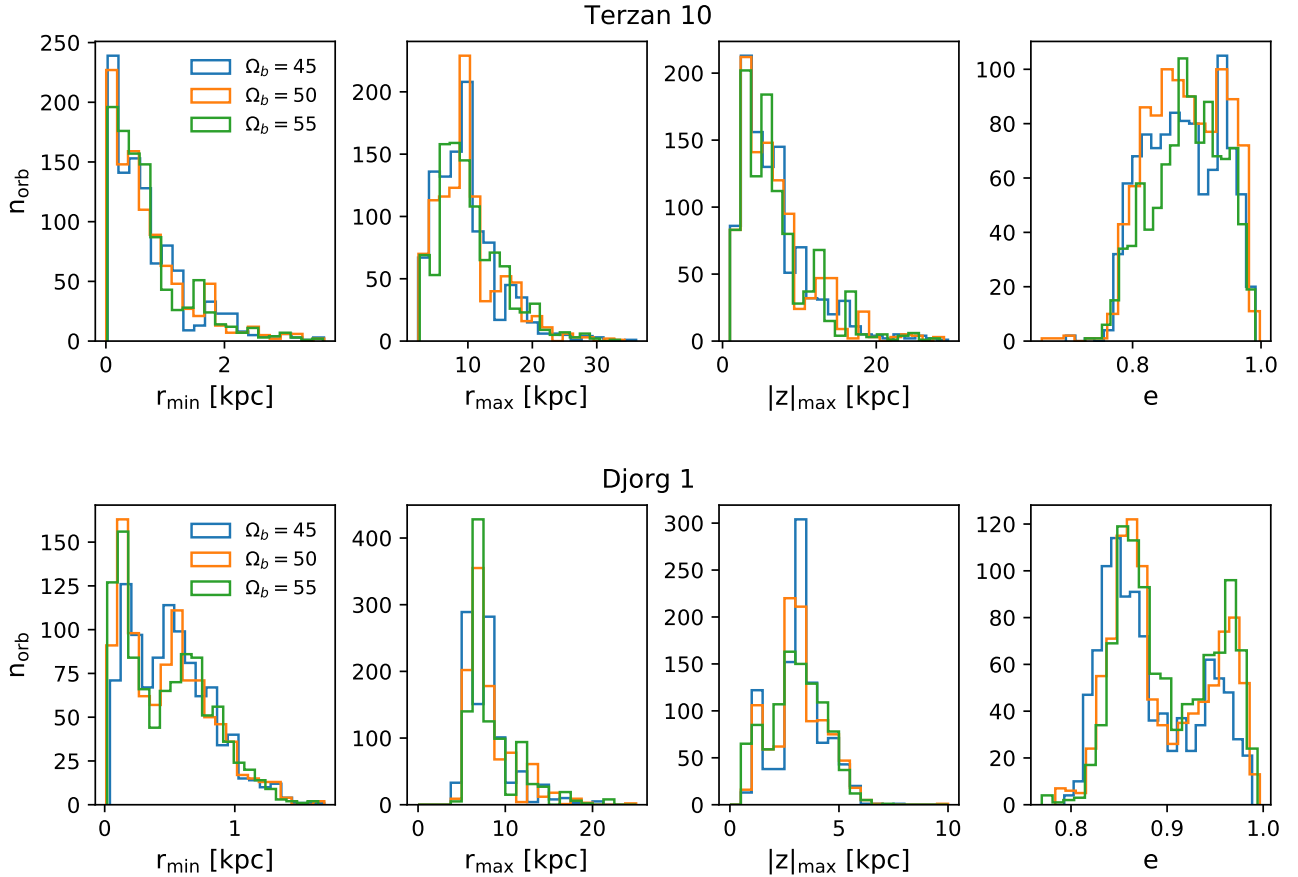 Terzan 10
250
200
150
100
50
0
n_orb
0 2
r_min [kpc]
Ω_b = 45
Ω_b = 50
Ω_b = 55
200
150
100
50
0
10 20 30
r_max [kpc]
200
150
100
50
0
0 20
|z|_max [kpc]
100
80
60
40
20
0
0.8 1.0
e
Djorg 1
150
125
100
75
50
25
0
n_orb
0 1
r_min [kpc]
Ω_b = 45
Ω_b = 50
Ω_b = 55
400
300
200
100
0
0 10 20
r_max [kpc]
300
250
200
150
100
50
0
0 5 10
|z|_max [kpc]
120
100
80
60
40
20
0
0.8 0.9 1.0
e